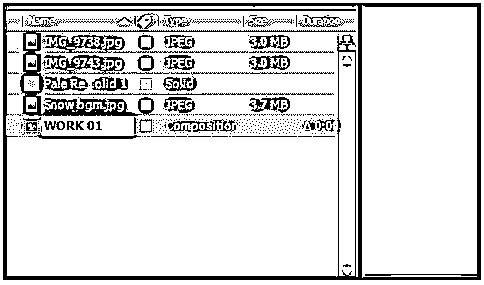 Name Type Size Duration
IMG_9738.jpg JPEG 3.0 MB
IMG_9743.jpg JPEG 3.0 MB
Pale Re olid 1 Solid
Snow bgm.jpg JPEG 3.7 MB
WORK 01 Composition Δ 0:0